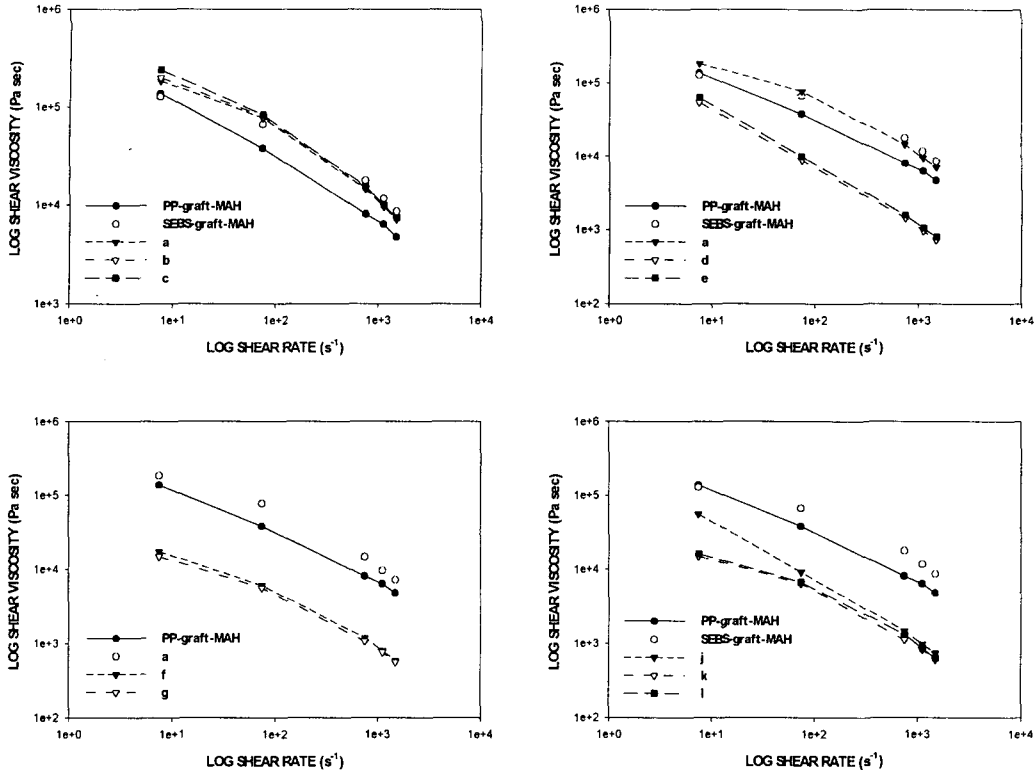 LOG SHEAR VISCOSITY (Pa sec)
1e+6
1e+5
1e+4
1e+3
PP-graft-MAH
SEBS-graft-MAH
a
b
c
1e+0
1e+1
1e+2
1e+3
1e+4
LOG SHEAR RATE (s⁻¹)
LOG SHEAR VISCOSITY (Pa sec)
1e+6
1e+5
1e+4
1e+3
1e+2
PP-graft-MAH
SEBS-graft-MAH
a
d
e
1e+0
1e+1
1e+2
1e+3
1e+4
LOG SHEAR RATE (s⁻¹)
LOG SHEAR VISCOSITY (Pa sec)
1e+6
1e+5
1e+4
1e+3
1e+2
PP-graft-MAH
a
f
g
1e+0
1e+1
1e+2
1e+3
1e+4
LOG SHEAR RATE (s⁻¹)
LOG SHEAR VISCOSITY (Pa sec)
1e+6
1e+5
1e+4
1e+3
1e+2
PP-graft-MAH
SEBS-graft-MAH
j
k
l
1e+0
1e+1
1e+2
1e+3
1e+4
LOG SHEAR RATE (s⁻¹)